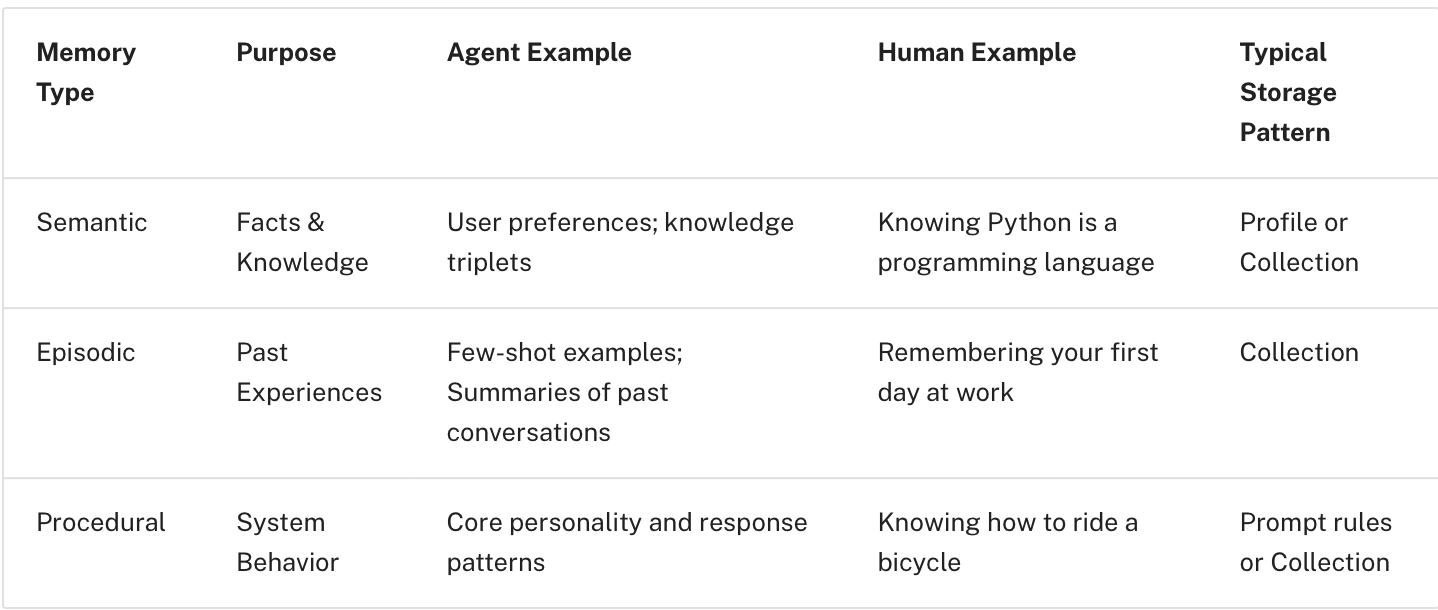 Memory Type
Purpose
Agent Example
Human Example
Typical Storage Pattern
Semantic
Facts &
Knowledge
User preferences; knowledge
triplets
Knowing Python is a
programming language
Profile or
Collection
Episodic
Past
Experiences
Few-shot examples;
Summaries of past
conversations
Remembering your first
day at work
Collection
Procedural
System
Behavior
Core personality and response
patterns
Knowing how to ride a
bicycle
Prompt rules
or Collection